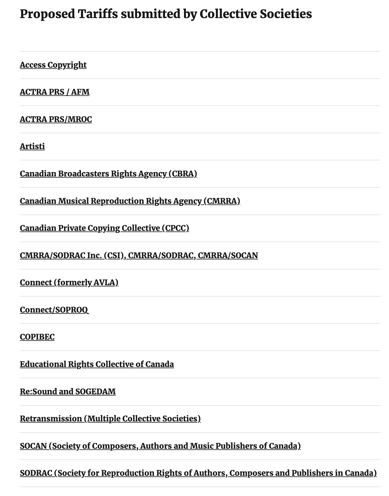 Proposed Tariffs submitted by Collective Societies
Access Copyright
ACTRA PRS / AFM
ACTRA PRS/MROC
Artisti
Canadian Broadcasters Rights Agency (CBRA)
Canadian Musical Reproduction Rights Agency (CMRRA)
Canadian Private Copying Collective (CPCC)
CMRRA/SODRAC Inc. (CSI), CMRRA/SODRAC, CMRRA/SOCAN
Connect (formerly AVLA)
Connect/SOPROQ
COPIBEC
Educational Rights Collective of Canada
Re:Sound and SOGEDAM
Retransmission (Multiple Collective Societies)
SOCAN (Society of Composers, Authors and Music Publishers of Canada)
SODRAC (Society for Reproduction Rights of Authors, Composers and Publishers in Canada)